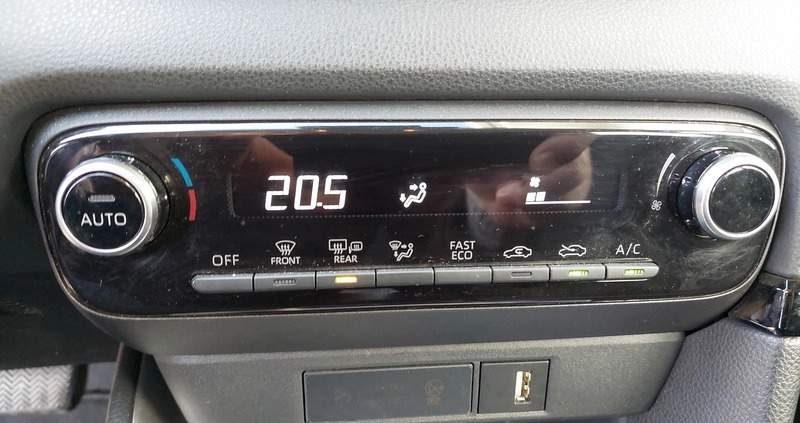 20.5
AUTO
OFF
FRONT
REAR
FAST
ECO
A/C